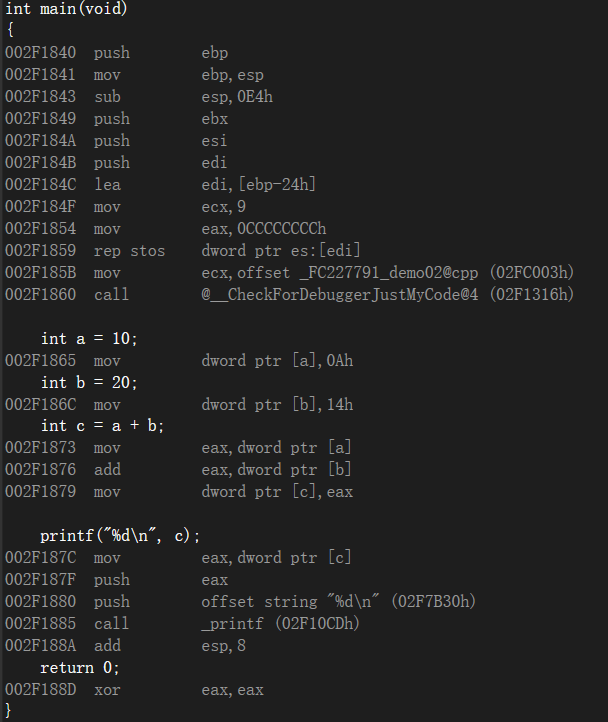 int main(void)
{
002F1840  push        ebp
002F1841  mov         ebp,esp
002F1843  sub         esp,0E4h
002F1849  push        ebx
002F184A  push        esi
002F184B  push        edi
002F184C  lea         edi,[ebp-24h]
002F184F  mov         ecx,9
002F1854  mov         eax,0CCCCCCCCh
002F1859  rep stos    dword ptr es:[edi]
002F185B  mov         ecx,offset _FC227791_demo02@cpp (02FC003h)
002F1860  call        @__CheckForDebuggerJustMyCode@4 (02F1316h)
    int a = 10;
002F1865  mov         dword ptr [a],0Ah
    int b = 20;
002F186C  mov         dword ptr [b],14h
    int c = a + b;
002F1873  mov         eax,dword ptr [a]
002F1876  add         eax,dword ptr [b]
002F1879  mov         dword ptr [c],eax
    printf("%d\n", c);
002F187C  mov         eax,dword ptr [c]
002F187F  push        eax
002F1880  push        offset string "%d\n" (02F7B30h)
002F1885  call        _printf (02F10CDh)
002F188A  add         esp,8
    return 0;
002F188D  xor         eax,eax
}